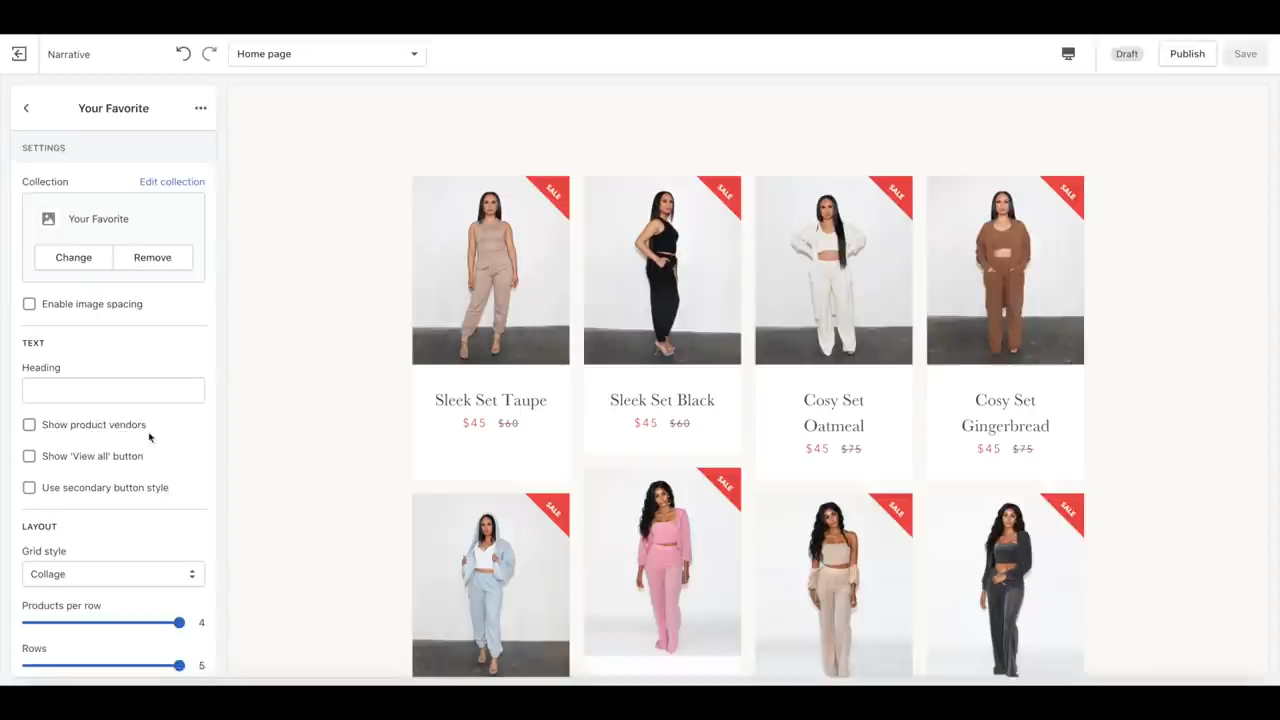 Narrative
Home page
Draft
Publish
Save
Your Favorite
SETTINGS
Collection
Edit collection
Your Favorite
Change
Remove
Enable image spacing
TEXT
Heading
Show product vendors
Show 'View all' button
Use secondary button style
LAYOUT
Grid style
Collage
Products per row
4
Rows
5
SALE
SALE
SALE
SALE
Sleek Set Taupe
$45 $60
Sleek Set Black
$45 $60
Cosy Set
Oatmeal
$45 $75
Cosy Set
Gingerbread
$45 $75
SALE
SALE
SALE
SALE